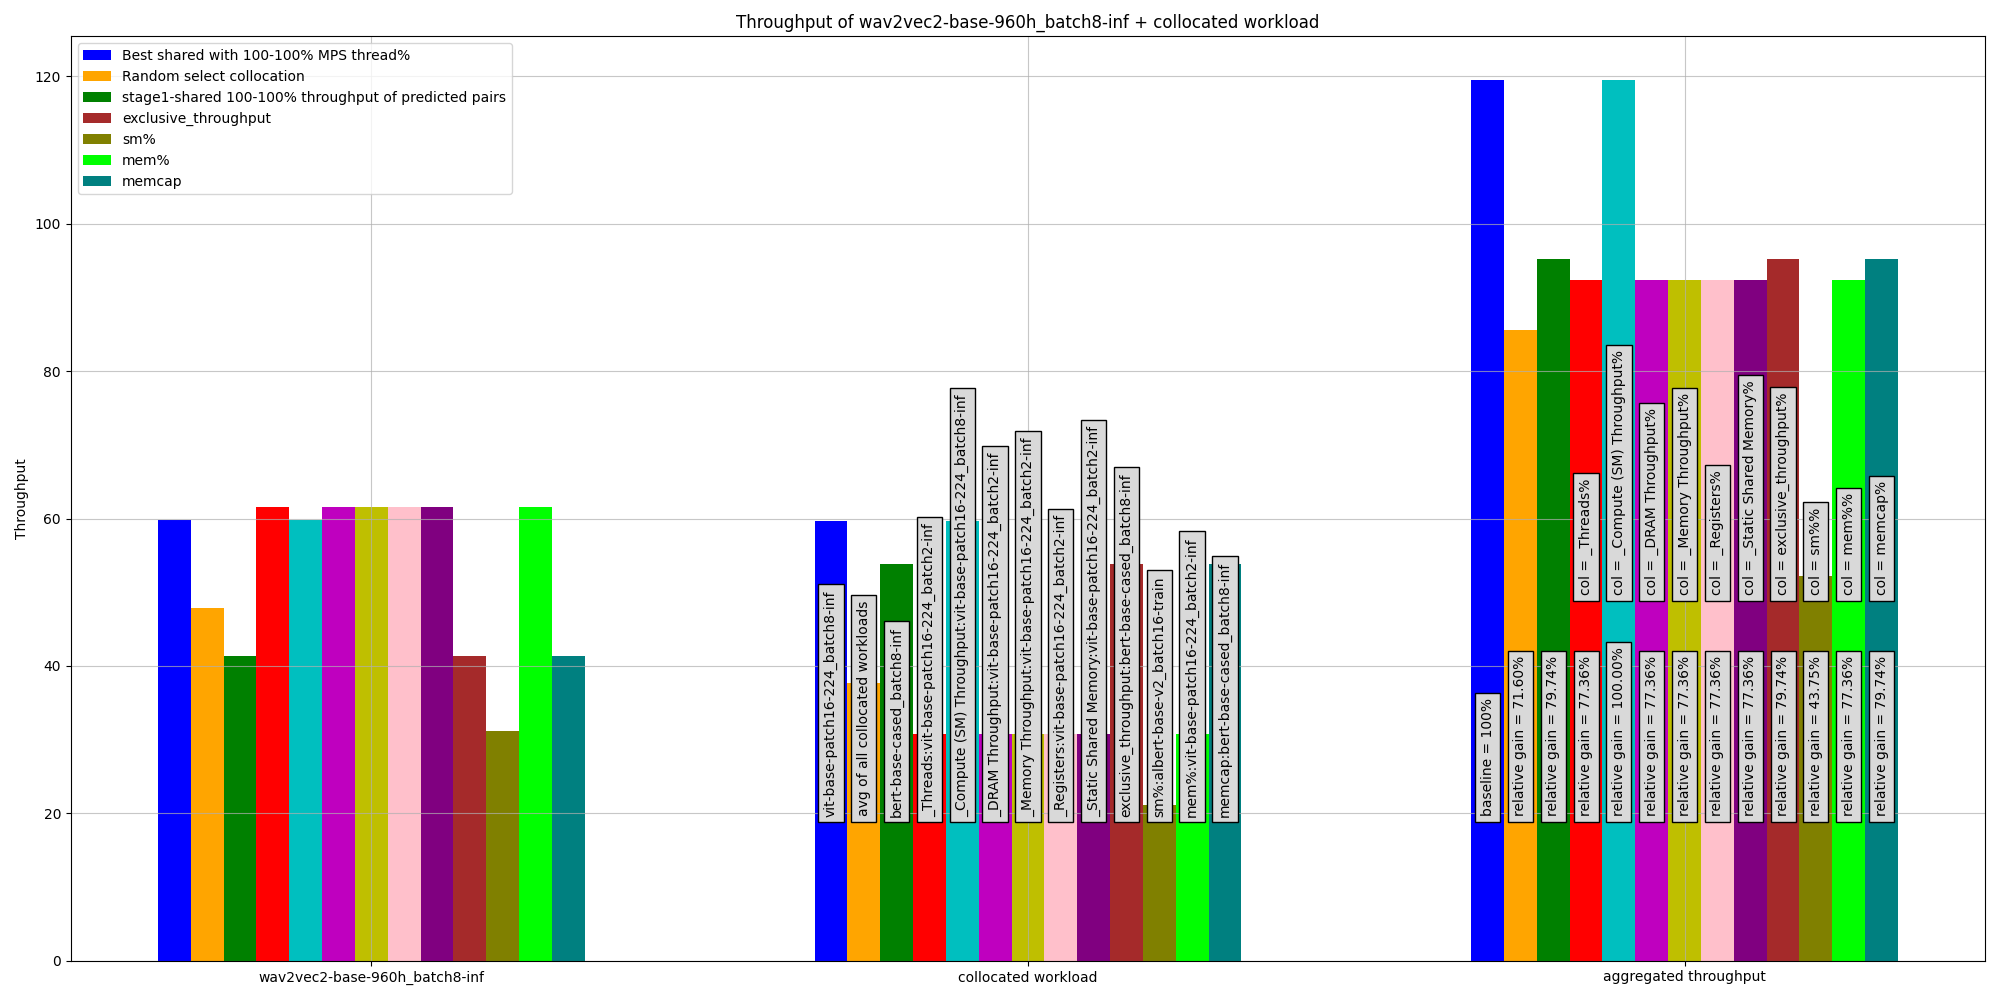 Throughput of wav2vec2-base-960h_batch8-inf + collocated workload
Throughput
120
100
80
60
40
20
0
Best shared with 100-100% MPS thread%
Random select collocation
stage1-shared 100-100% throughput of predicted pairs
exclusive_throughput
sm%
mem%
memcap
vit-base-patch16-224_batch8-inf
avg of all collocated workloads
bert-base-cased_batch8-inf
_Threads:vit-base-patch16-224_batch2-inf
_Compute (SM) Throughput:vit-base-patch16-224_batch8-inf
_DRAM Throughput:vit-base-patch16-224_batch2-inf
_Memory Throughput:vit-base-patch16-224_batch2-inf
_Registers:vit-base-patch16-224_batch2-inf
_Static Shared Memory:vit-base-patch16-224_batch2-inf
exclusive_throughput:bert-base-cased_batch8-inf
sm%:albert-base-v2_batch16-train
mem%:vit-base-patch16-224_batch2-inf
memcap:bert-base-cased_batch8-inf
col = _Threads%
col = _Compute (SM) Throughput%
col = _DRAM Throughput%
col = _Memory Throughput%
col = _Registers%
col = _Static Shared Memory%
col = exclusive_throughput%
col = sm%%
col = mem%%
col = memcap%
baseline = 100%
relative gain = 71.60%
relative gain = 79.74%
relative gain = 77.36%
relative gain = 100.00%
relative gain = 77.36%
relative gain = 77.36%
relative gain = 77.36%
relative gain = 77.36%
relative gain = 79.74%
relative gain = 43.75%
relative gain = 77.36%
relative gain = 79.74%
wav2vec2-base-960h_batch8-inf
collocated workload
aggregated throughput